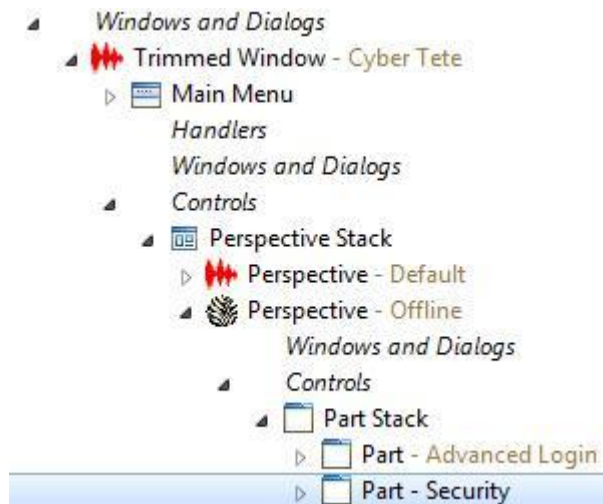 Windows and Dialogs
Trimmed Window - Cyber Tete
Main Menu
Handlers
Windows and Dialogs
Controls
Perspective Stack
Perspective - Default
Perspective - Offline
Windows and Dialogs
Controls
Part Stack
Part - Advanced Login
Part - Security